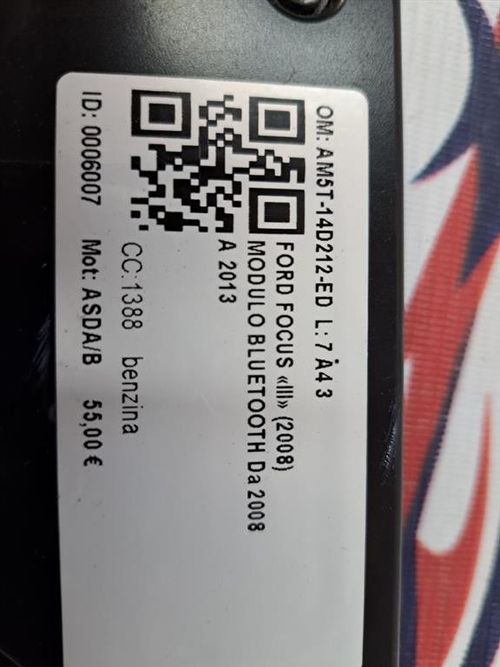 OM: AM5T-14D212-ED L: 7 Å4 3
FORD FOCUS «III» (2008)
MODULO BLUETOOTH Da 2008
A 2013
CC:1388 benzina
ID: 0006007 Mot: ASDA/B 55,00 €